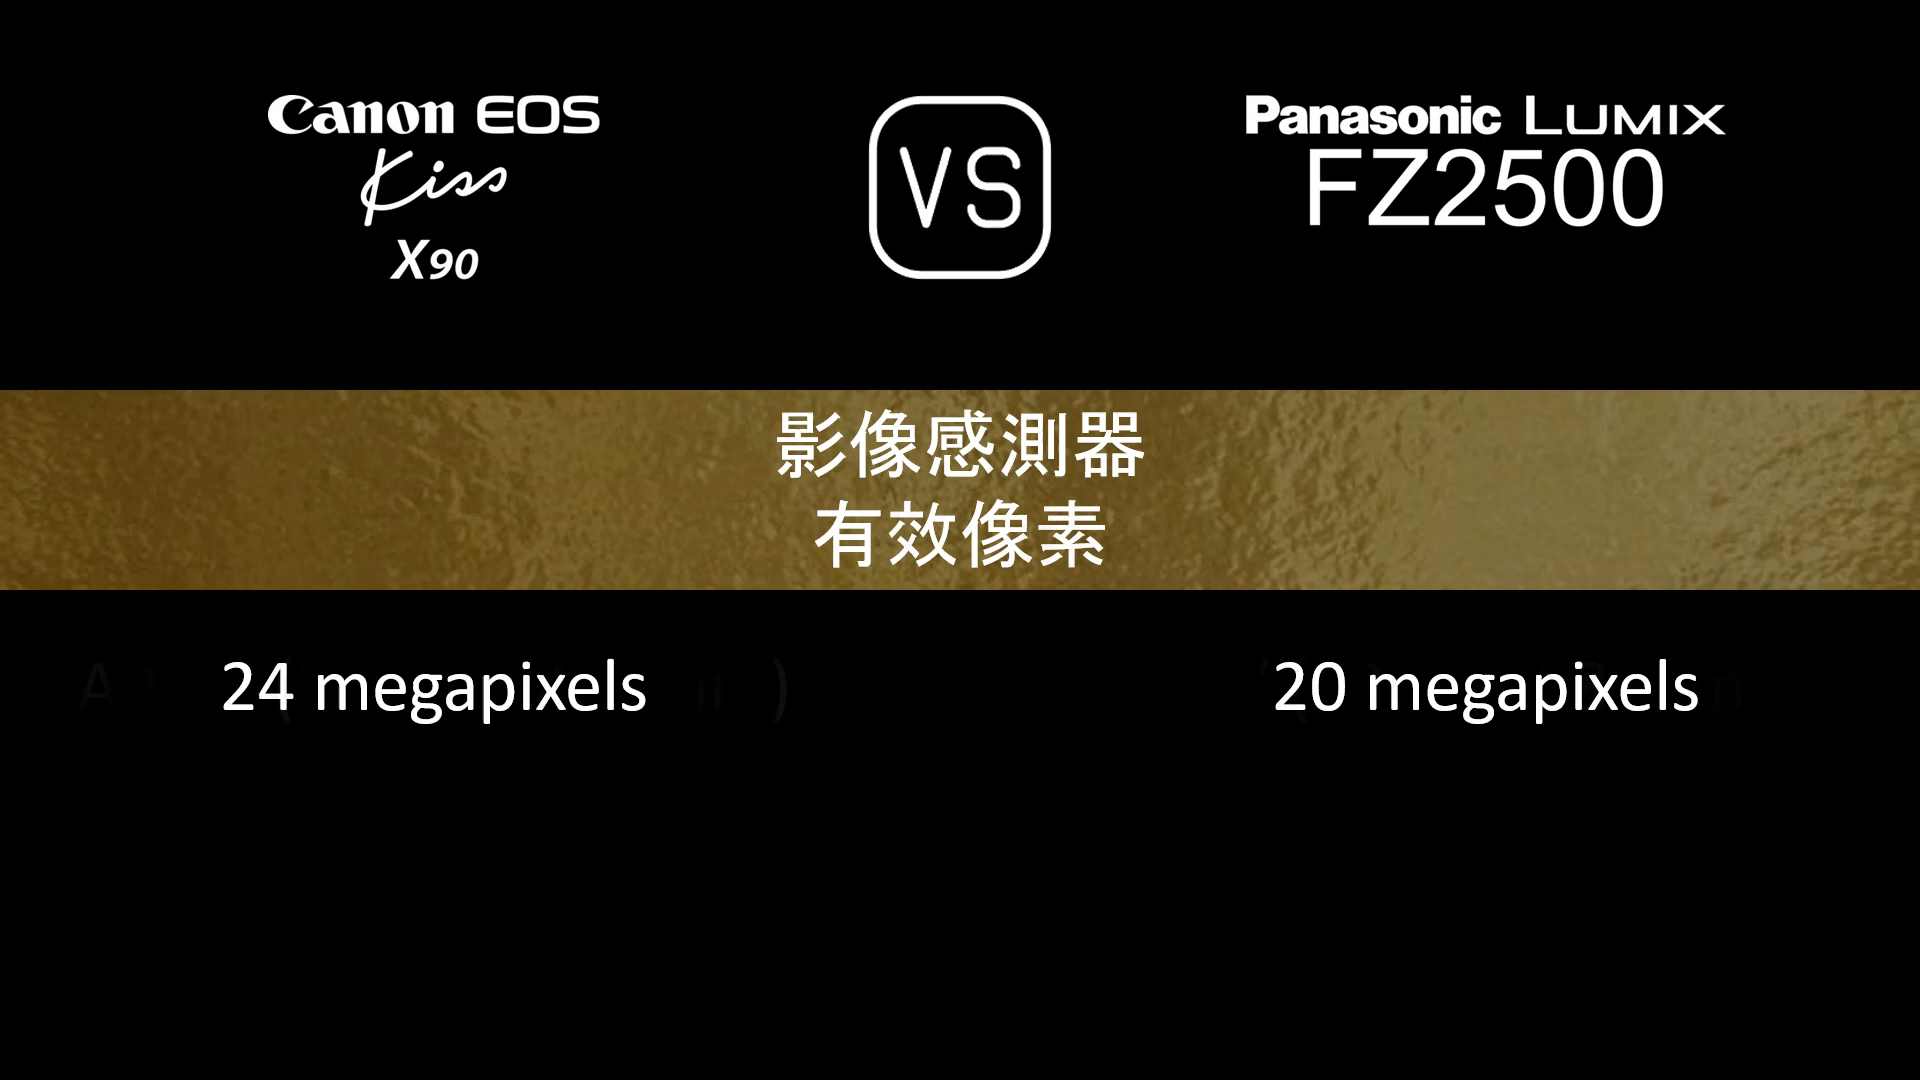 Canon EOS
Kiss
X90
VS
Panasonic LUMIX
FZ2500
影像感測器
有效像素
24 megapixels
20 megapixels